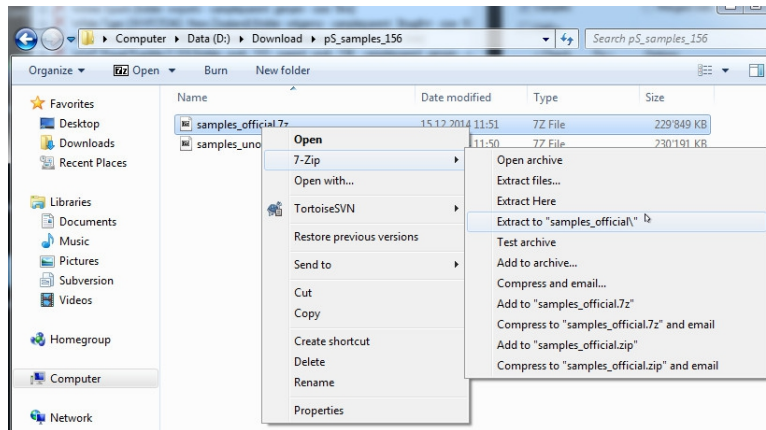 Computer ▸ Data (D:) ▸ Download ▸ pS_samples_156
Search pS_samples_156
Organize
Open
Burn
New folder
Name
Date modified
Type
Size
Favorites
Desktop
Downloads
Recent Places
Libraries
Documents
Music
Pictures
Subversion
Videos
Homegroup
Computer
Network
samples_official.7z 15.12.2014 11:51 7Z File 229'849 KB
samples_uno 11:50 7Z File 230'191 KB
Open
7-Zip
Open with...
TortoiseSVN
Restore previous versions
Send to
Cut
Copy
Create shortcut
Delete
Rename
Properties
Open archive
Extract files...
Extract Here
Extract to "samples_official\"
Test archive
Add to archive...
Compress and email...
Add to "samples_official.7z"
Compress to "samples_official.7z" and email
Add to "samples_official.zip"
Compress to "samples_official.zip" and email